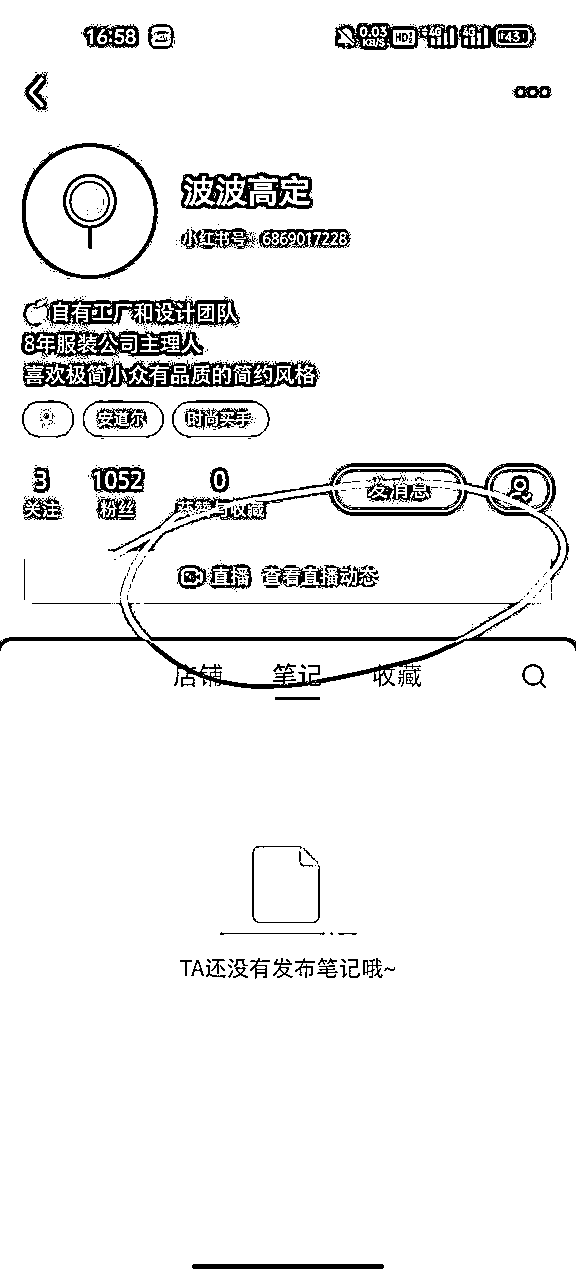 16:58 0.03 KB/S HD 4G 4G 43
波波高定
小红书号：6869017228
自有工厂和设计团队
8年服装公司主理人
喜欢极简小众有品质的简约风格
安道尔 时尚买手
3 1052 0
关注 粉丝 获赞与收藏
发消息
直播 查看直播动态
店铺 笔记 收藏
TA还没有发布笔记哦~